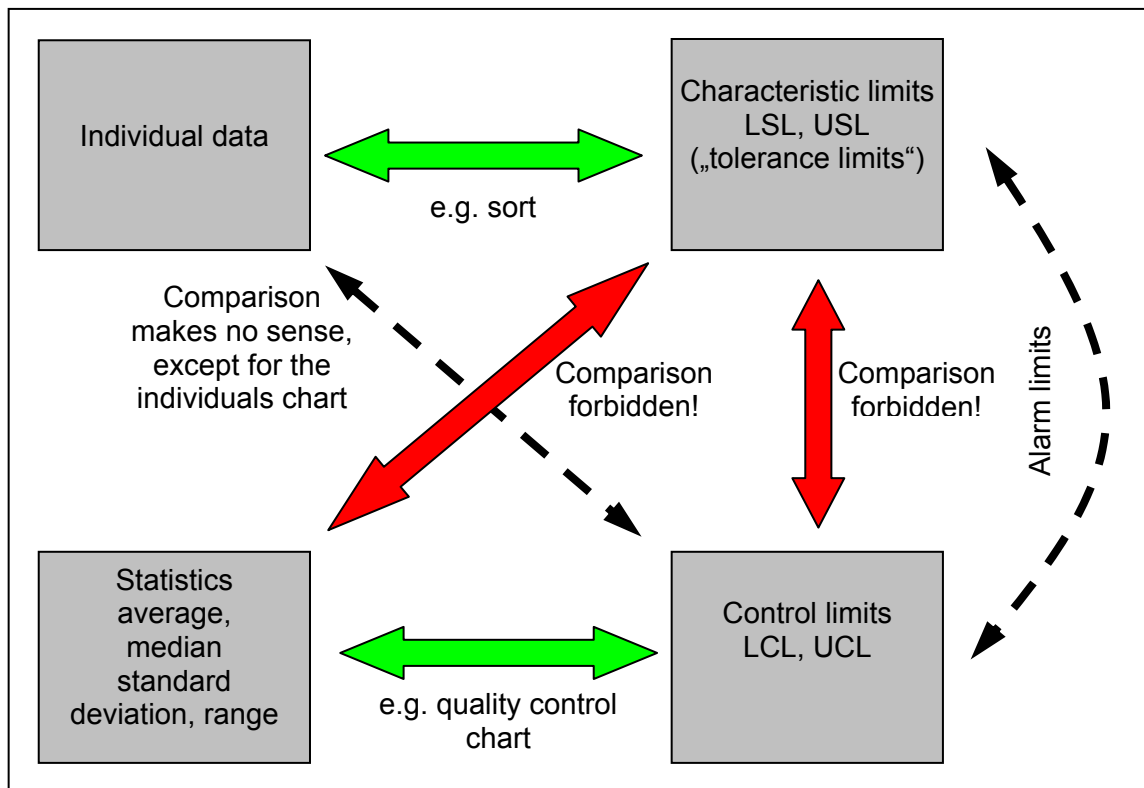 Individual data
Characteristic limits
LSL, USL
(„tolerance limits“)
e.g. sort
Comparison
makes no sense,
except for the
individuals chart
Comparison
forbidden!
Comparison
forbidden!
Alarm limits
Statistics
average,
median
standard
deviation, range
Control limits
LCL, UCL
e.g. quality control
chart